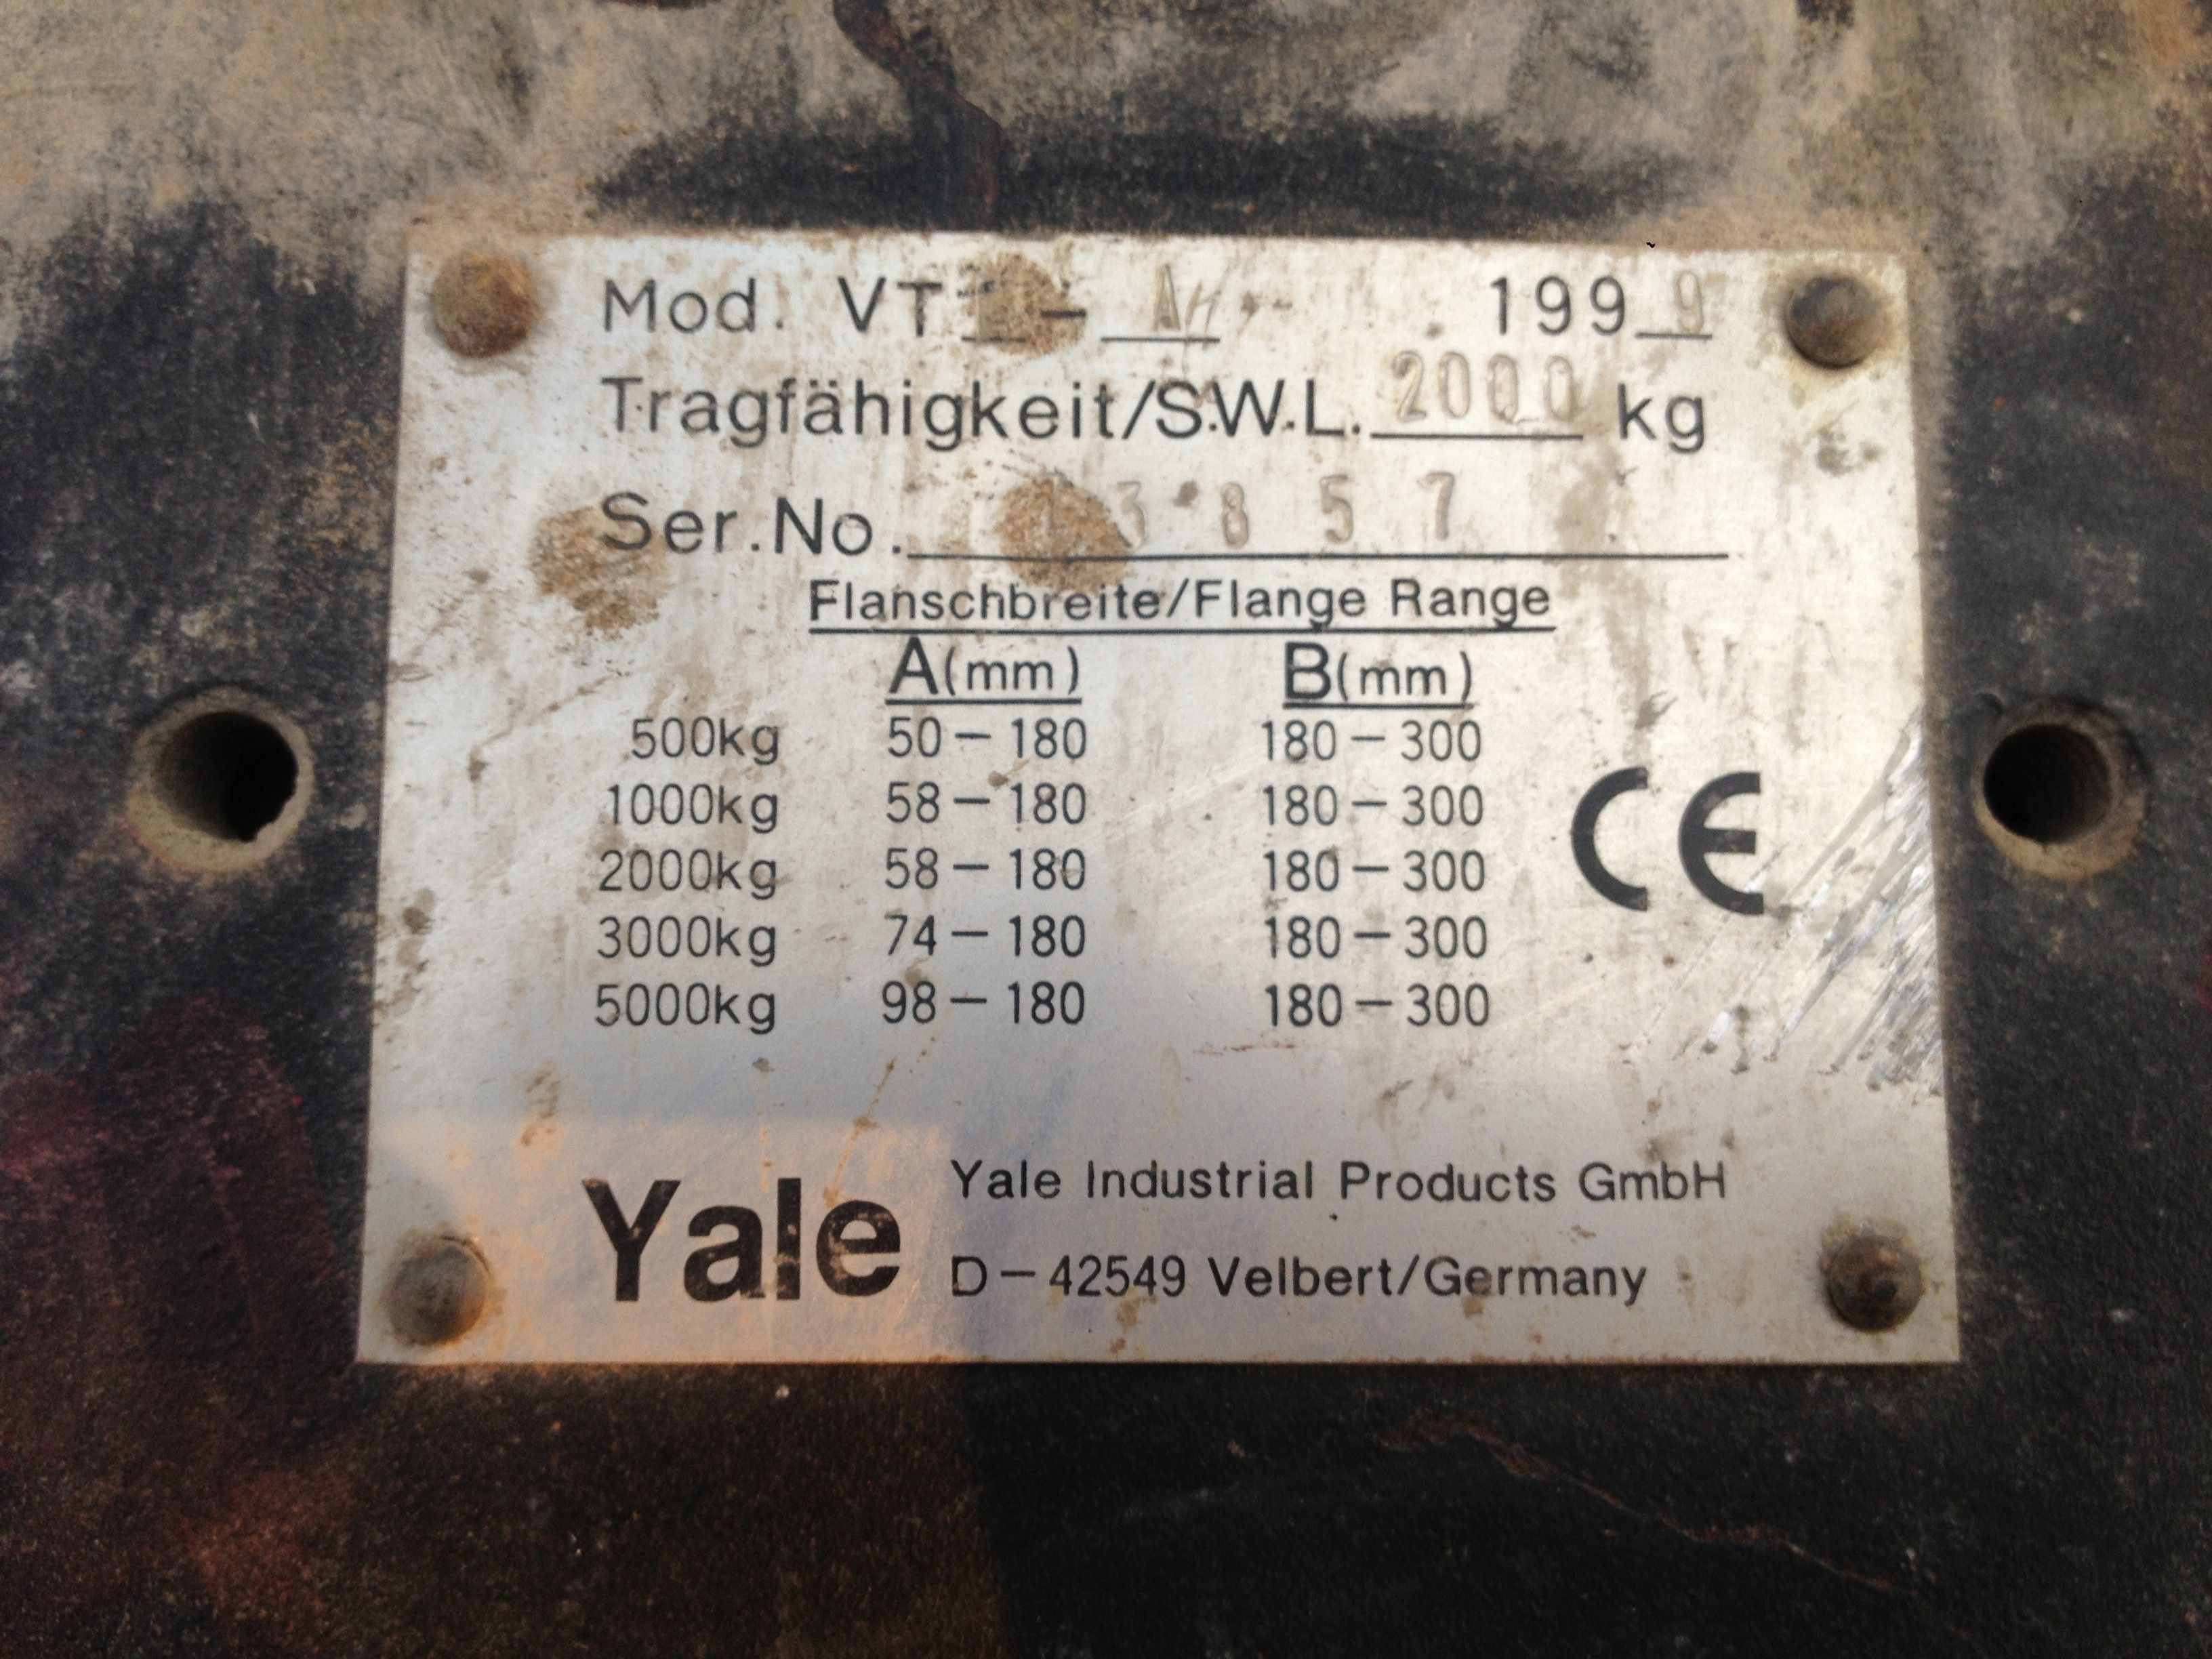 Mod. VT - A 199 9
Tragfähigkeit/S.W.L. 2000 kg
Ser.No. 3857
Flanschbreite/Flange Range
A(mm) B(mm)
500kg 50-180 180-300
1000kg 58-180 180-300
2000kg 58-180 180-300
3000kg 74-180 180-300
5000kg 98-180 180-300
CE
Yale Yale Industrial Products GmbH
D-42549 Velbert/Germany